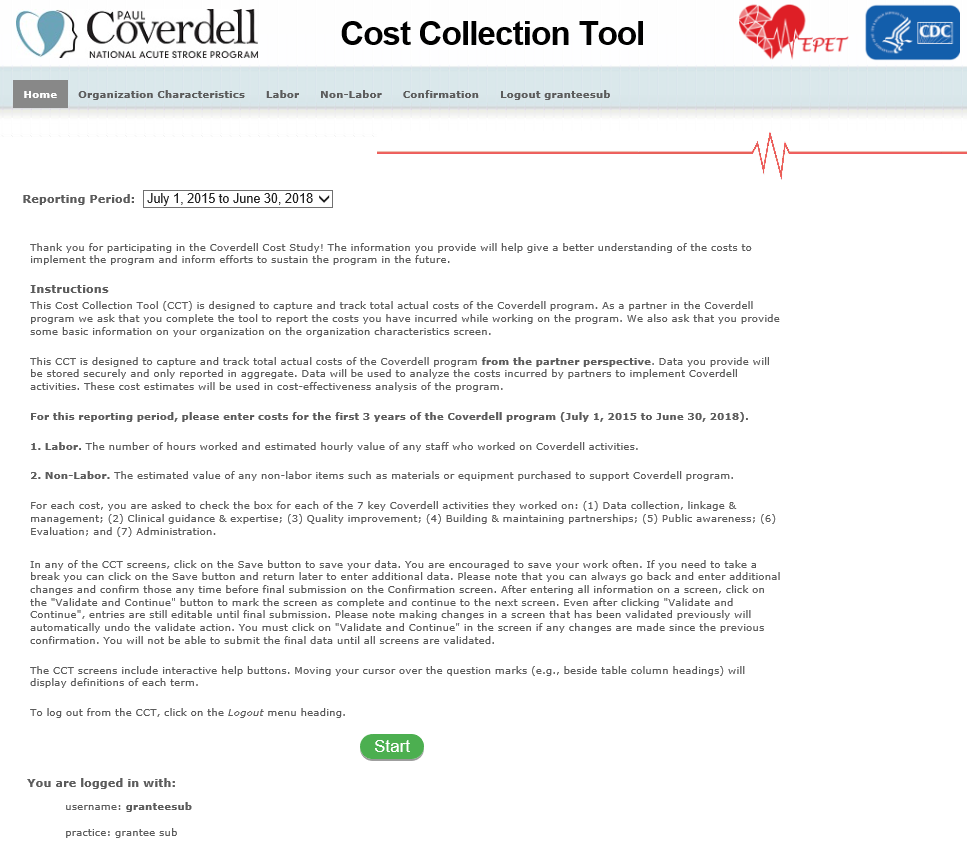 PAUL
Coverdell
NATIONAL ACUTE STROKE PROGRAM
Cost Collection Tool
EPET
CDC
Home Organization Characteristics Labor Non-Labor Confirmation Logout granteesub
Reporting Period: July 1, 2015 to June 30, 2018
Thank you for participating in the Coverdell Cost Study! The information you provide will help give a better understanding of the costs to
implement the program and inform efforts to sustain the program in the future.
Instructions
This Cost Collection Tool (CCT) is designed to capture and track total actual costs of the Coverdell program. As a partner in the Coverdell
program we ask that you complete the tool to report the costs you have incurred while working on the program. We also ask that you provide
some basic information on your organization on the organization characteristics screen.
This CCT is designed to capture and track total actual costs of the Coverdell program from the partner perspective. Data you provide will
be stored securely and only reported in aggregate. Data will be used to analyze the costs incurred by partners to implement Coverdell
activities. These cost estimates will be used in cost-effectiveness analysis of the program.
For this reporting period, please enter costs for the first 3 years of the Coverdell program (July 1, 2015 to June 30, 2018).
1. Labor. The number of hours worked and estimated hourly value of any staff who worked on Coverdell activities.
2. Non-Labor. The estimated value of any non-labor items such as materials or equipment purchased to support Coverdell program.
For each cost, you are asked to check the box for each of the 7 key Coverdell activities they worked on: (1) Data collection, linkage &
management; (2) Clinical guidance & expertise; (3) Quality improvement; (4) Building & maintaining partnerships; (5) Public awareness; (6)
Evaluation; and (7) Administration.
In any of the CCT screens, click on the Save button to save your data. You are encouraged to save your work often. If you need to take a
break you can click on the Save button and return later to enter additional data. Please note that you can always go back and enter additional
changes and confirm those any time before final submission on the Confirmation screen. After entering all information on a screen, click on
the "Validate and Continue" button to mark the screen as complete and continue to the next screen. Even after clicking "Validate and
Continue", entries are still editable until final submission. Please note making changes in a screen that has been validated previously will
automatically undo the validate action. You must click on "Validate and Continue" in the screen if any changes are made since the previous
confirmation. You will not be able to submit the final data until all screens are validated.
The CCT screens include interactive help buttons. Moving your cursor over the question marks (e.g., beside table column headings) will
display definitions of each term.
To log out from the CCT, click on the Logout menu heading.
Start
You are logged in with:
username: granteesub
practice: grantee sub